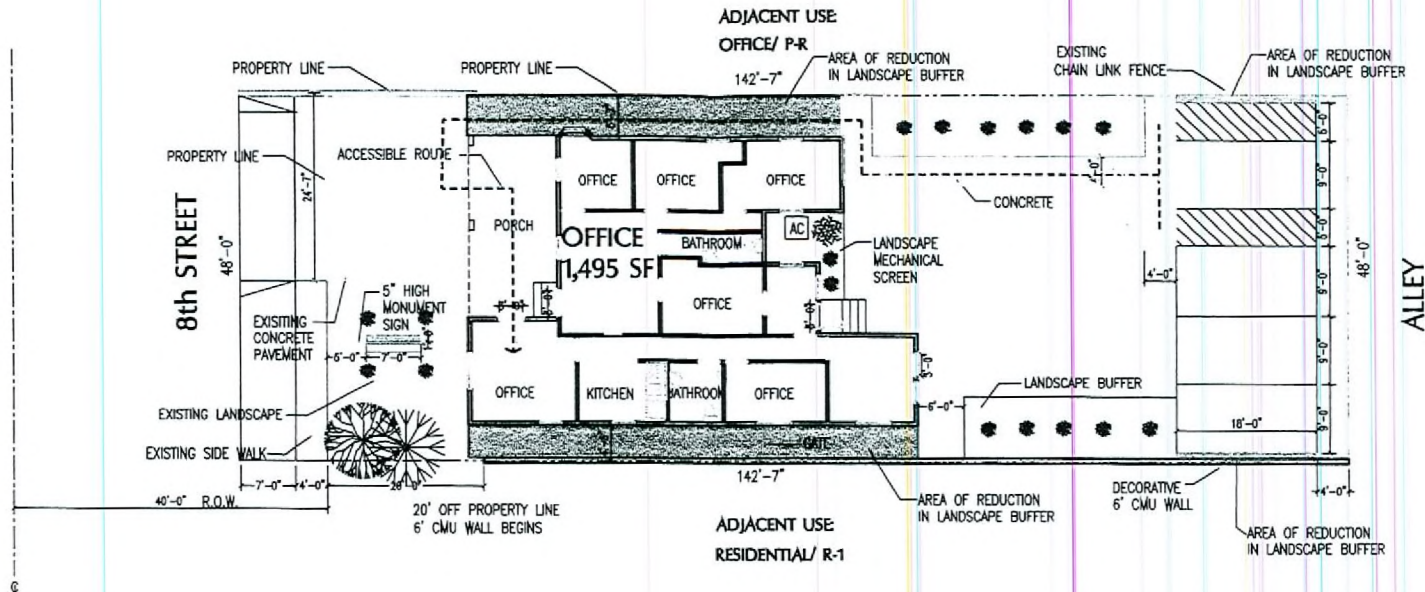 ADJACENT USE:
OFFICE/ P-R
142'-7"
PROPERTY LINE
PROPERTY LINE
AREA OF REDUCTION
IN LANDSCAPE BUFFER
EXISTING
CHAIN LINK FENCE
AREA OF REDUCTION
IN LANDSCAPE BUFFER
PROPERTY LINE
ACCESSIBLE ROUTE
24'-7"
8th STREET
48'-0"
OFFICE
OFFICE
OFFICE
PORCH
OFFICE
1,495 SF
BATHROOM
AC
LANDSCAPE
MECHANICAL
SCREEN
CONCRETE
4'-0"
OFFICE
5" HIGH
MONUMENT
SIGN
EXISITING
CONCRETE
PAVEMENT
7'-0"
OFFICE
KITCHEN
BATHROOM
OFFICE
6'-0"
LANDSCAPE BUFFER
4'-0"
18'-0"
48'-0"
ALLEY
EXISTING LANDSCAPE
EXISTING SIDE WALK
GATE
7'-0"
4'-0"
40'-0" R.O.W.
20' OFF PROPERTY LINE
6' CMU WALL BEGINS
142'-7"
ADJACENT USE:
RESIDENTIAL/ R-1
AREA OF REDUCTION
IN LANDSCAPE BUFFER
DECORATIVE
6' CMU WALL
4'-0"
AREA OF REDUCTION
IN LANDSCAPE BUFFER